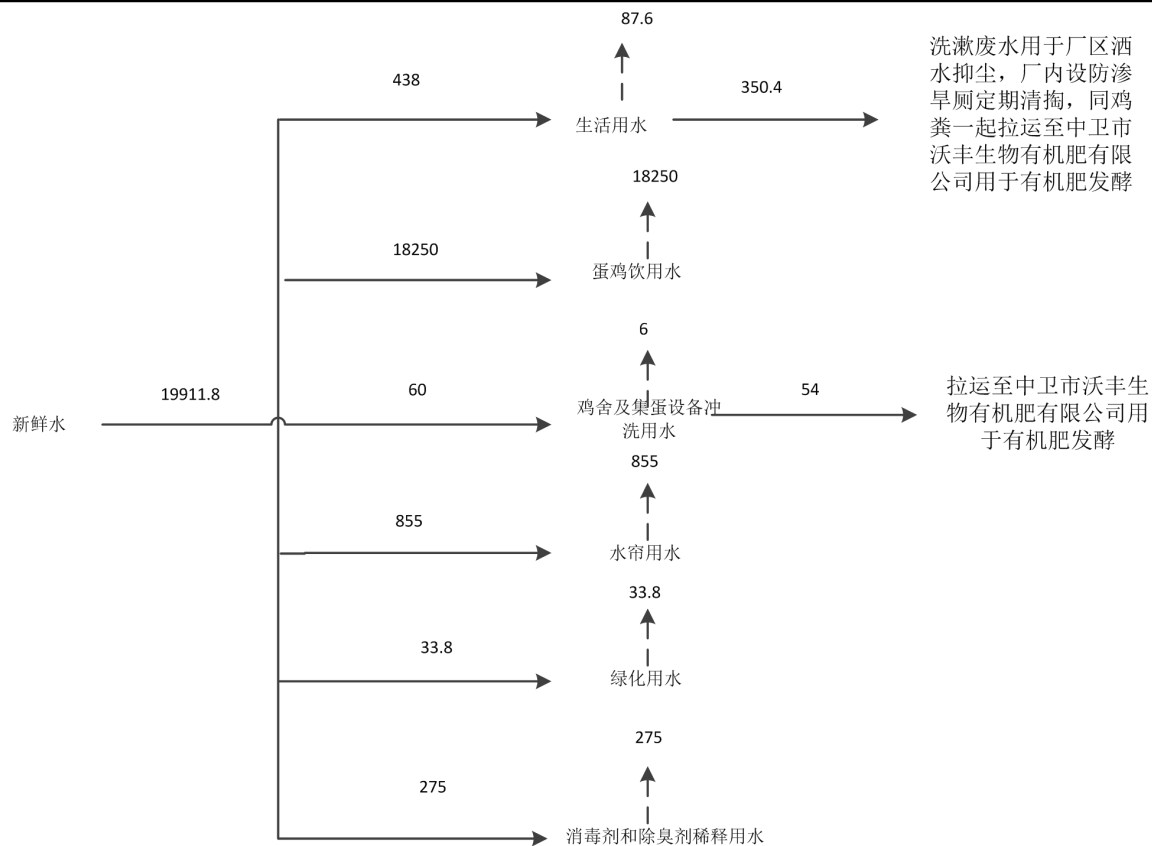 87.6
438
350.4
生活用水
洗漱废水用于厂区洒
水抑尘，厂内设防渗
旱厕定期清掏，同鸡
粪一起拉运至中卫市
沃丰生物有机肥有限
公司用于有机肥发酵
18250
18250
蛋鸡饮用水
6
新鲜水
19911.8
60
鸡舍及集蛋设备冲
洗用水
54
拉运至中卫市沃丰生
物有机肥有限公司用
于有机肥发酵
855
855
水帘用水
33.8
33.8
绿化用水
275
275
消毒剂和除臭剂稀释用水